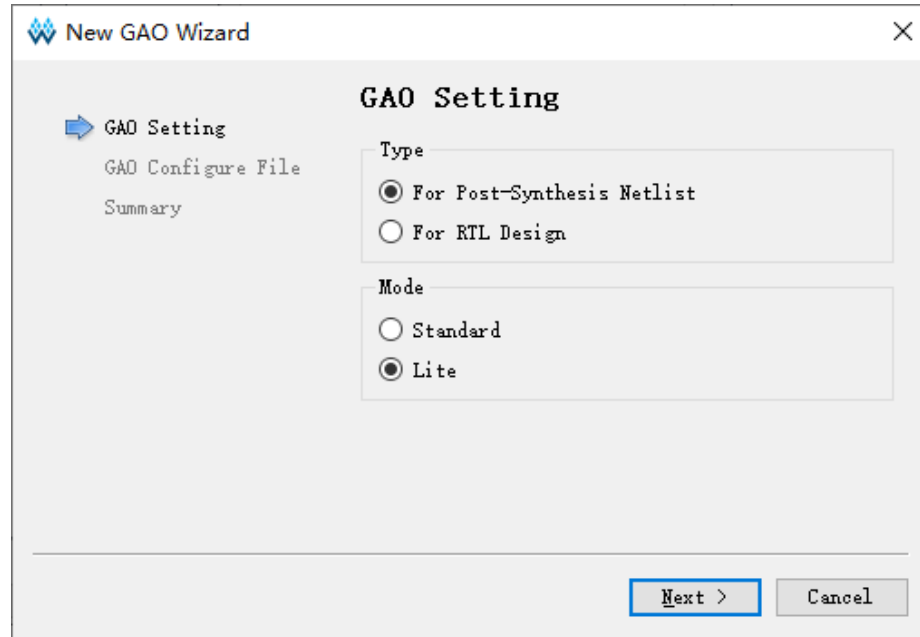 New GAO Wizard
GAO Setting
GAO Configure File
Summary
GAO Setting
Type
For Post-Synthesis Netlist
For RTL Design
Mode
Standard
Lite
Next >
Cancel